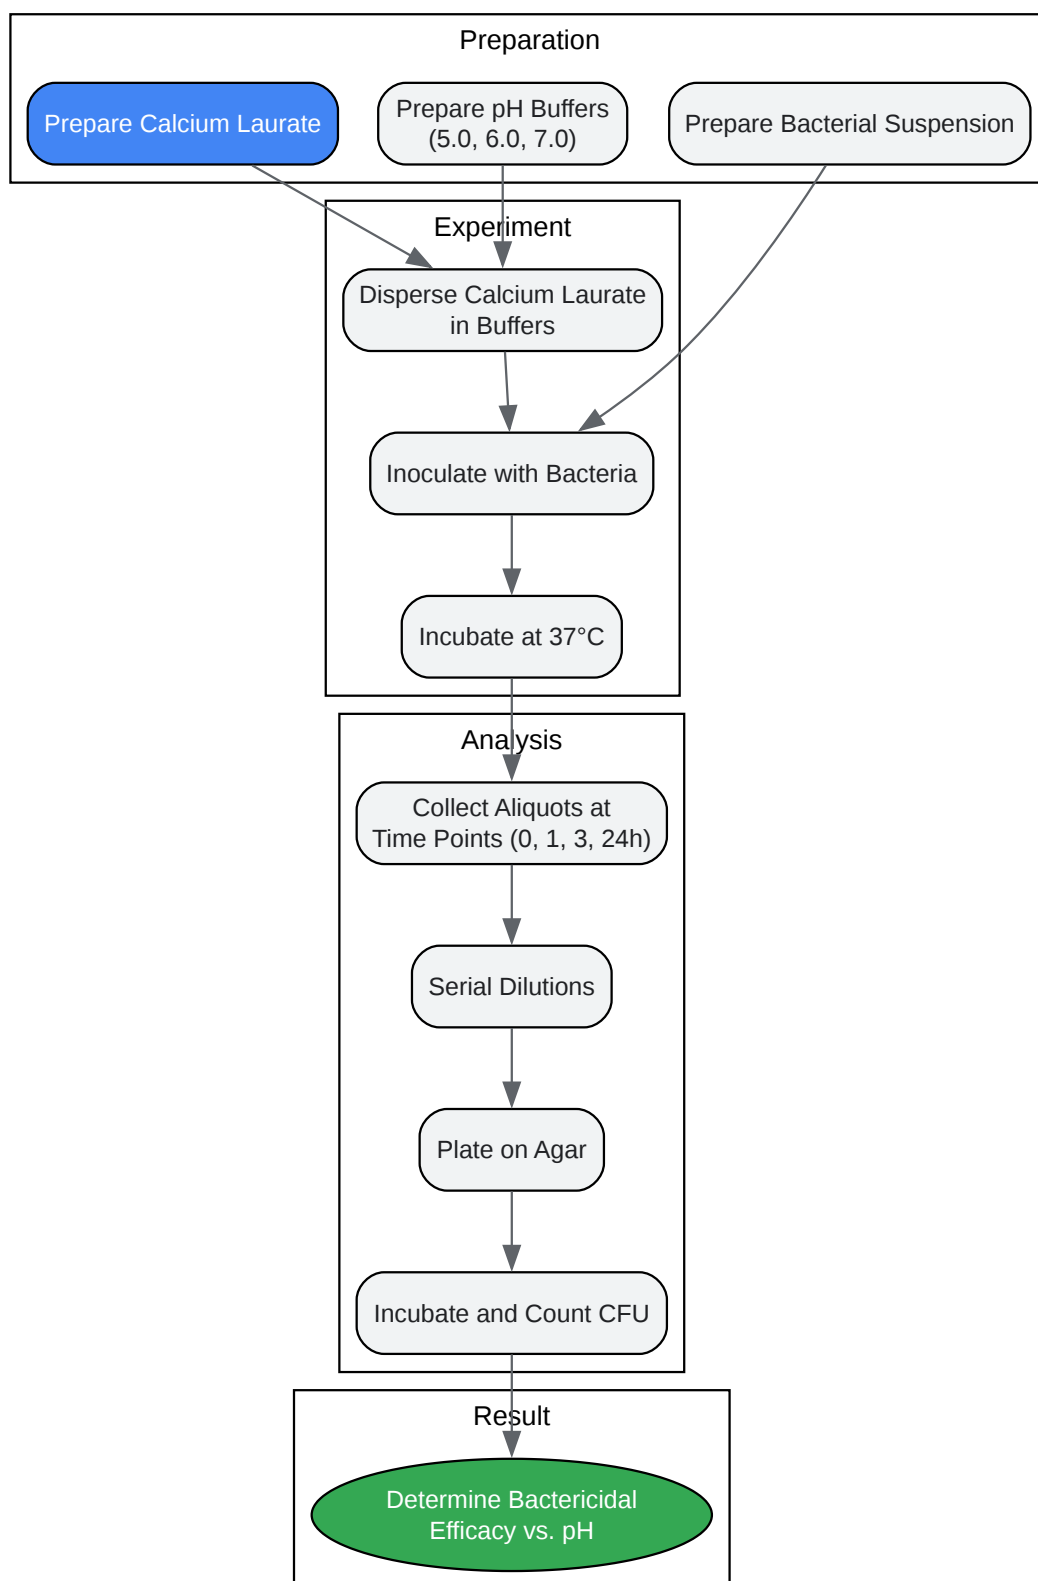 Preparation
Prepare Calcium Laurate
Prepare pH Buffers
(5.0, 6.0, 7.0)
Prepare Bacterial Suspension
Experiment
Disperse Calcium Laurate
in Buffers
Inoculate with Bacteria
Incubate at 37°C
Analysis
Collect Aliquots at
Time Points (0, 1, 3, 24h)
Serial Dilutions
Plate on Agar
Incubate and Count CFU
Result
Determine Bactericidal
Efficacy vs. pH